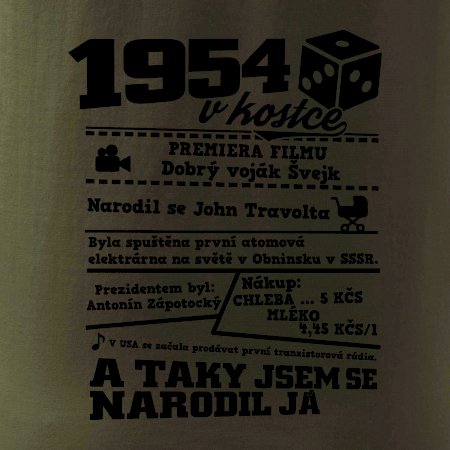 1954
v kostce
PREMIERA FILMU
Dobrý voják Švejk
Narodil se John Travolta
Byla spuštěna první atomová
elektrárna na světě v Obninsku v SSSR.
Prezidentem byl:
Antonín Zápotocký
Nákup:
CHLEBA ... 5 KČS
MLÉKO
4,45 KČS/l
V USA se začala prodávat první tranzistorová rádia.
A TAKY JSEM SE
NARODIL JÁ